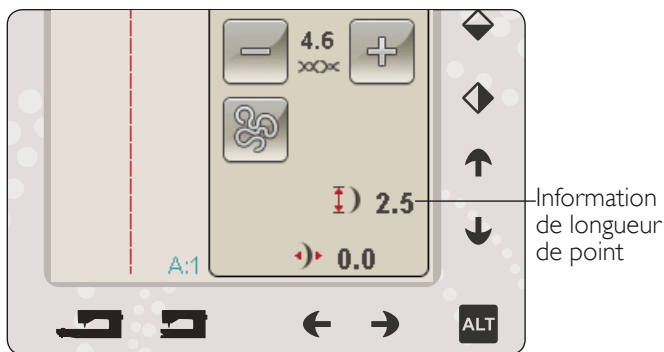 4.6
2.5
0.0
A:1
ALT
Information
de longueur
de point